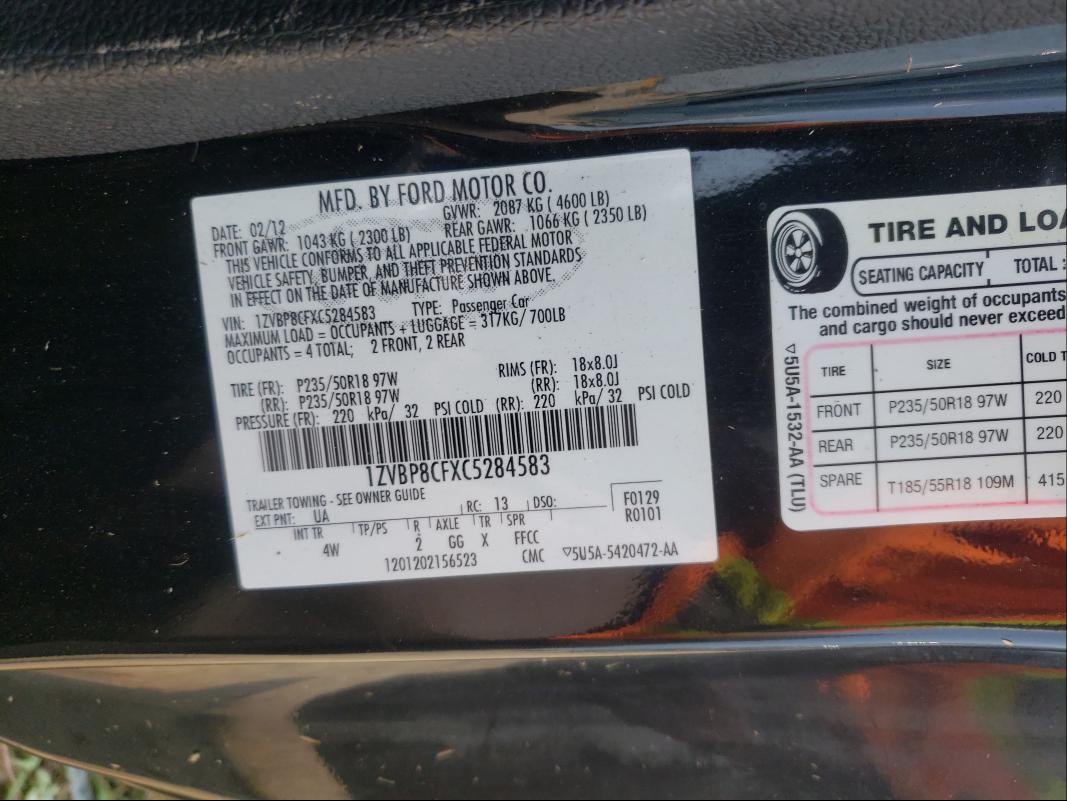 MFD. BY FORD MOTOR CO.
DATE: 02/12 GVWR: 2087 KG ( 4600 LB)
FRONT GAWR: 1043 KG ( 2300 LB) REAR GAWR: 1066 KG ( 2350 LB)
THIS VEHICLE CONFORMS TO ALL APPLICABLE FEDERAL MOTOR
VEHICLE SAFETY, BUMPER, AND THEFT PREVENTION STANDARDS
IN EFFECT ON THE DATE OF MANUFACTURE SHOWN ABOVE.
VIN: 1ZVBP8CFXC5284583 TYPE: Passenger Car
MAXIMUM LOAD = OCCUPANTS + LUGGAGE = 317KG/ 700LB
OCCUPANTS = 4 TOTAL; 2 FRONT, 2 REAR
TIRE (FR): P235/50R18 97W RIMS (FR): 18x8.0J
(RR): P235/50R18 97W (RR): 18x8.0J
PRESSURE (FR): 220 kPa/ 32 PSI COLD (RR): 220 kPa/ 32 PSI COLD
1ZVBP8CFXC5284583
TRAILER TOWING - SEE OWNER GUIDE
EXT PNT: UA RC: 13 DSO: F0129
R0101
INT TR TP/PS R AXLE TR SPR
4W 2 GG X FFCC
1201202156523 CMC ▽5U5A-5420472-AA
TIRE AND LOA
SEATING CAPACITY TOTAL :
The combined weight of occupants
and cargo should never exceed
▽5U5A-1532-AA (TLU)
TIRE SIZE COLD T
FRONT P235/50R18 97W 220
REAR P235/50R18 97W 220
SPARE T185/55R18 109M 415